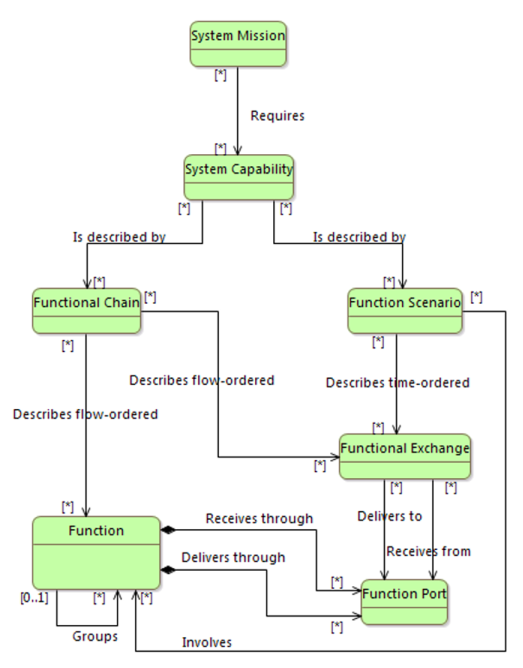 System Mission
[*]
Requires
[*]
System Capability
[*] [*]
Is described by Is described by
[*] [*]
Functional Chain [*] Function Scenario [*]
[*] [*]
Describes flow-ordered Describes time-ordered
Describes flow-ordered
[*]
Functional Exchange
[*]
[*] [*]
[*]
Function Receives through Delivers to
Delivers through Receives from
[*]
Function Port
[0..1] [*] [*]
[*]
Groups
Involves